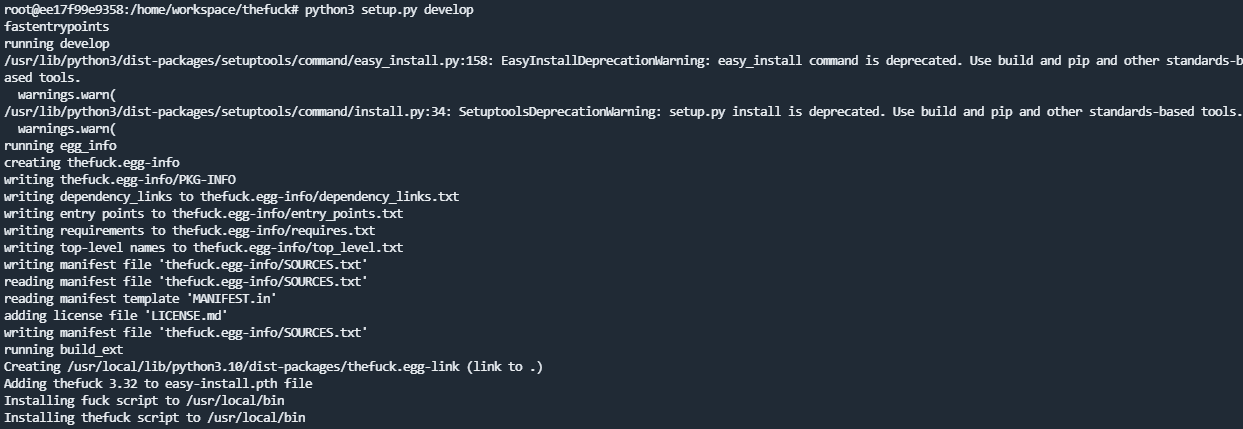 root@ee17f99e9358:/home/workspace/thefuck# python3 setup.py develop
fastentrypoints
running develop
/usr/lib/python3/dist-packages/setuptools/command/easy_install.py:158: EasyInstallDeprecationWarning: easy_install command is deprecated. Use build and pip and other standards-b
ased tools.
  warnings.warn(
/usr/lib/python3/dist-packages/setuptools/command/install.py:34: SetuptoolsDeprecationWarning: setup.py install is deprecated. Use build and pip and other standards-based tools.
  warnings.warn(
running egg_info
creating thefuck.egg-info
writing thefuck.egg-info/PKG-INFO
writing dependency_links to thefuck.egg-info/dependency_links.txt
writing entry points to thefuck.egg-info/entry_points.txt
writing requirements to thefuck.egg-info/requires.txt
writing top-level names to thefuck.egg-info/top_level.txt
writing manifest file 'thefuck.egg-info/SOURCES.txt'
reading manifest file 'thefuck.egg-info/SOURCES.txt'
reading manifest template 'MANIFEST.in'
adding license file 'LICENSE.md'
writing manifest file 'thefuck.egg-info/SOURCES.txt'
running build_ext
Creating /usr/local/lib/python3.10/dist-packages/thefuck.egg-link (link to .)
Adding thefuck 3.32 to easy-install.pth file
Installing fuck script to /usr/local/bin
Installing thefuck script to /usr/local/bin